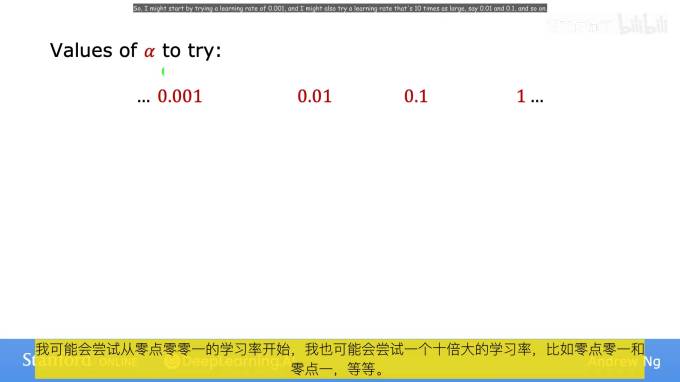 So, I might start by trying a learning rate of 0.001, and I might also try a learning rate that's 10 times as large, say 0.01 and 0.1, and so on.
bilibili
Values of α to try:
... 0.001 0.01 0.1 1 ...
我可能会尝试从零点零零一的学习率开始，我也可能会尝试一个十倍大的学习率，比如零点零一和
零点一，等等。
ONLINE DeepLearning.A Ng